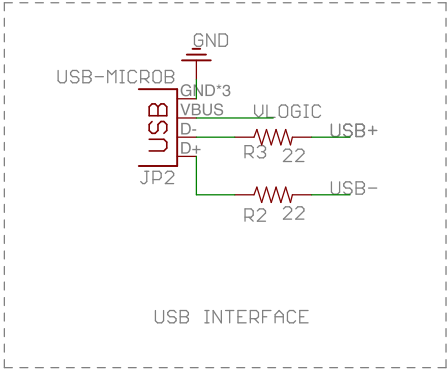 GND
USB-MICROB
GND*3
VBUS
VLOGIC
USB
D-
USB+
R3
22
D+
JP2
USB-
R2
22
USB INTERFACE